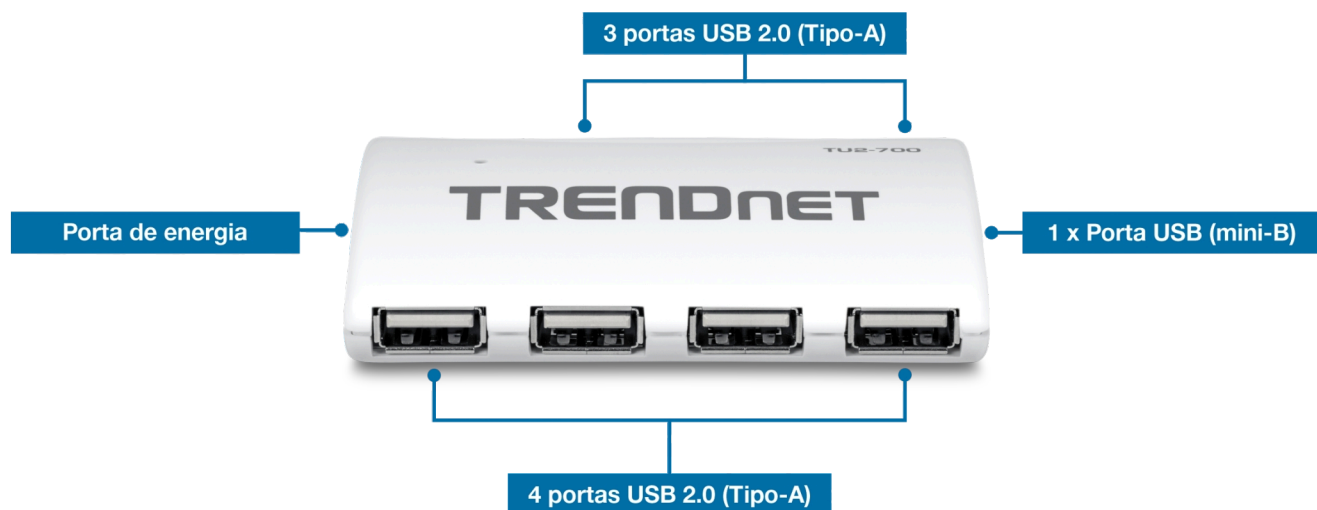 3 portas USB 2.0 (Tipo-A)
TU2-700
TRENDNET
Porta de energia
1 x Porta USB (mini-B)
4 portas USB 2.0 (Tipo-A)